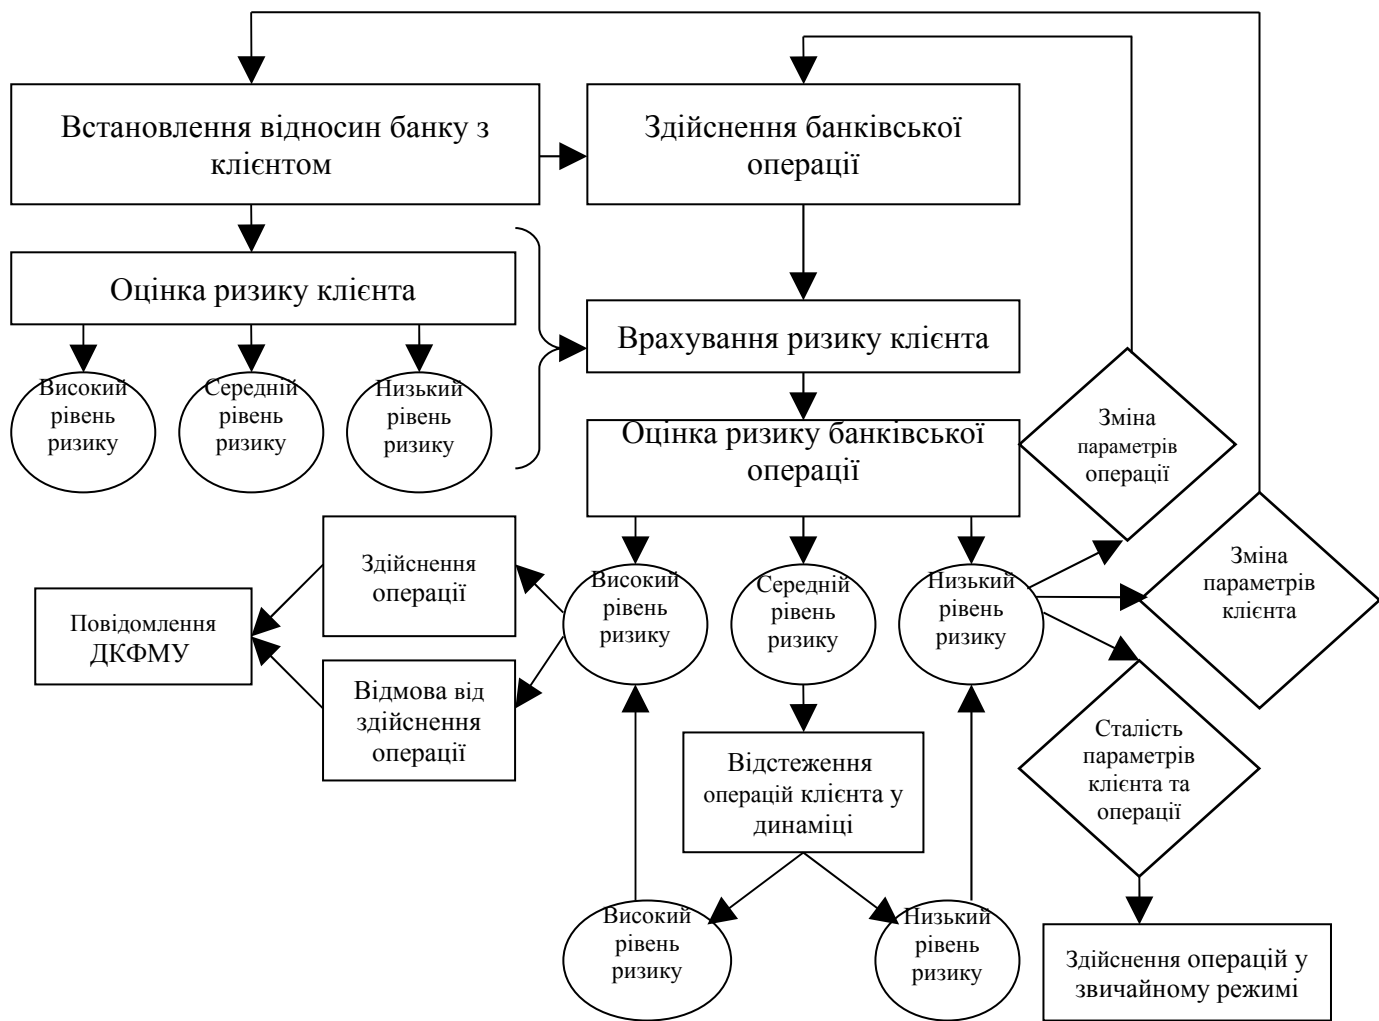 Встановлення відносин банку з
клієнтом
Здійснення банківської
операції
Оцінка ризику клієнта
Врахування ризику клієнта
Високий
рівень
ризику
Середній
рівень
ризику
Низький
рівень
ризику
Оцінка ризику банківської
операції
Зміна
параметрів
операції
Зміна
параметрів
клієнта
Здійснення
операції
Високий
рівень
ризику
Середній
рівень
ризику
Низький
рівень
ризику
Повідомлення
ДКФМУ
Відмова від
здійснення
операції
Відстеження
операцій клієнта у
динаміці
Сталість
параметрів
клієнта та
операції
Високий
рівень
ризику
Низький
рівень
ризику
Здійснення операцій у
звичайному режимі